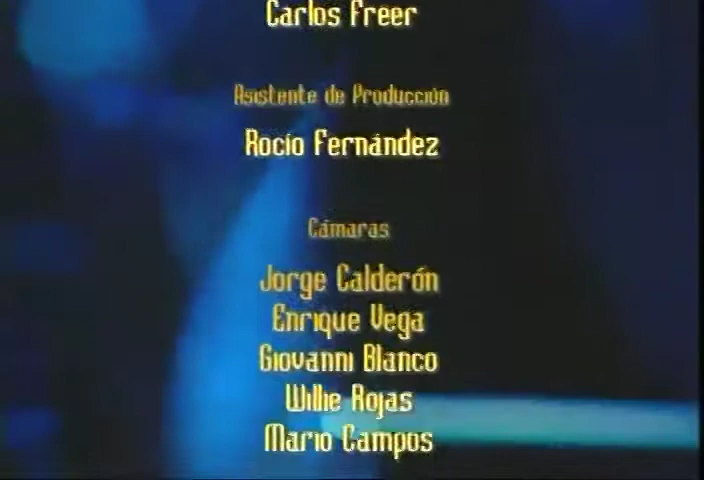 Carlos Freer
Asistente de Producción
Rocío Fernández
Cámaras
Jorge Calderón
Enrique Vega
Giovanni Blanco
Willie Rojas
Mario Campos